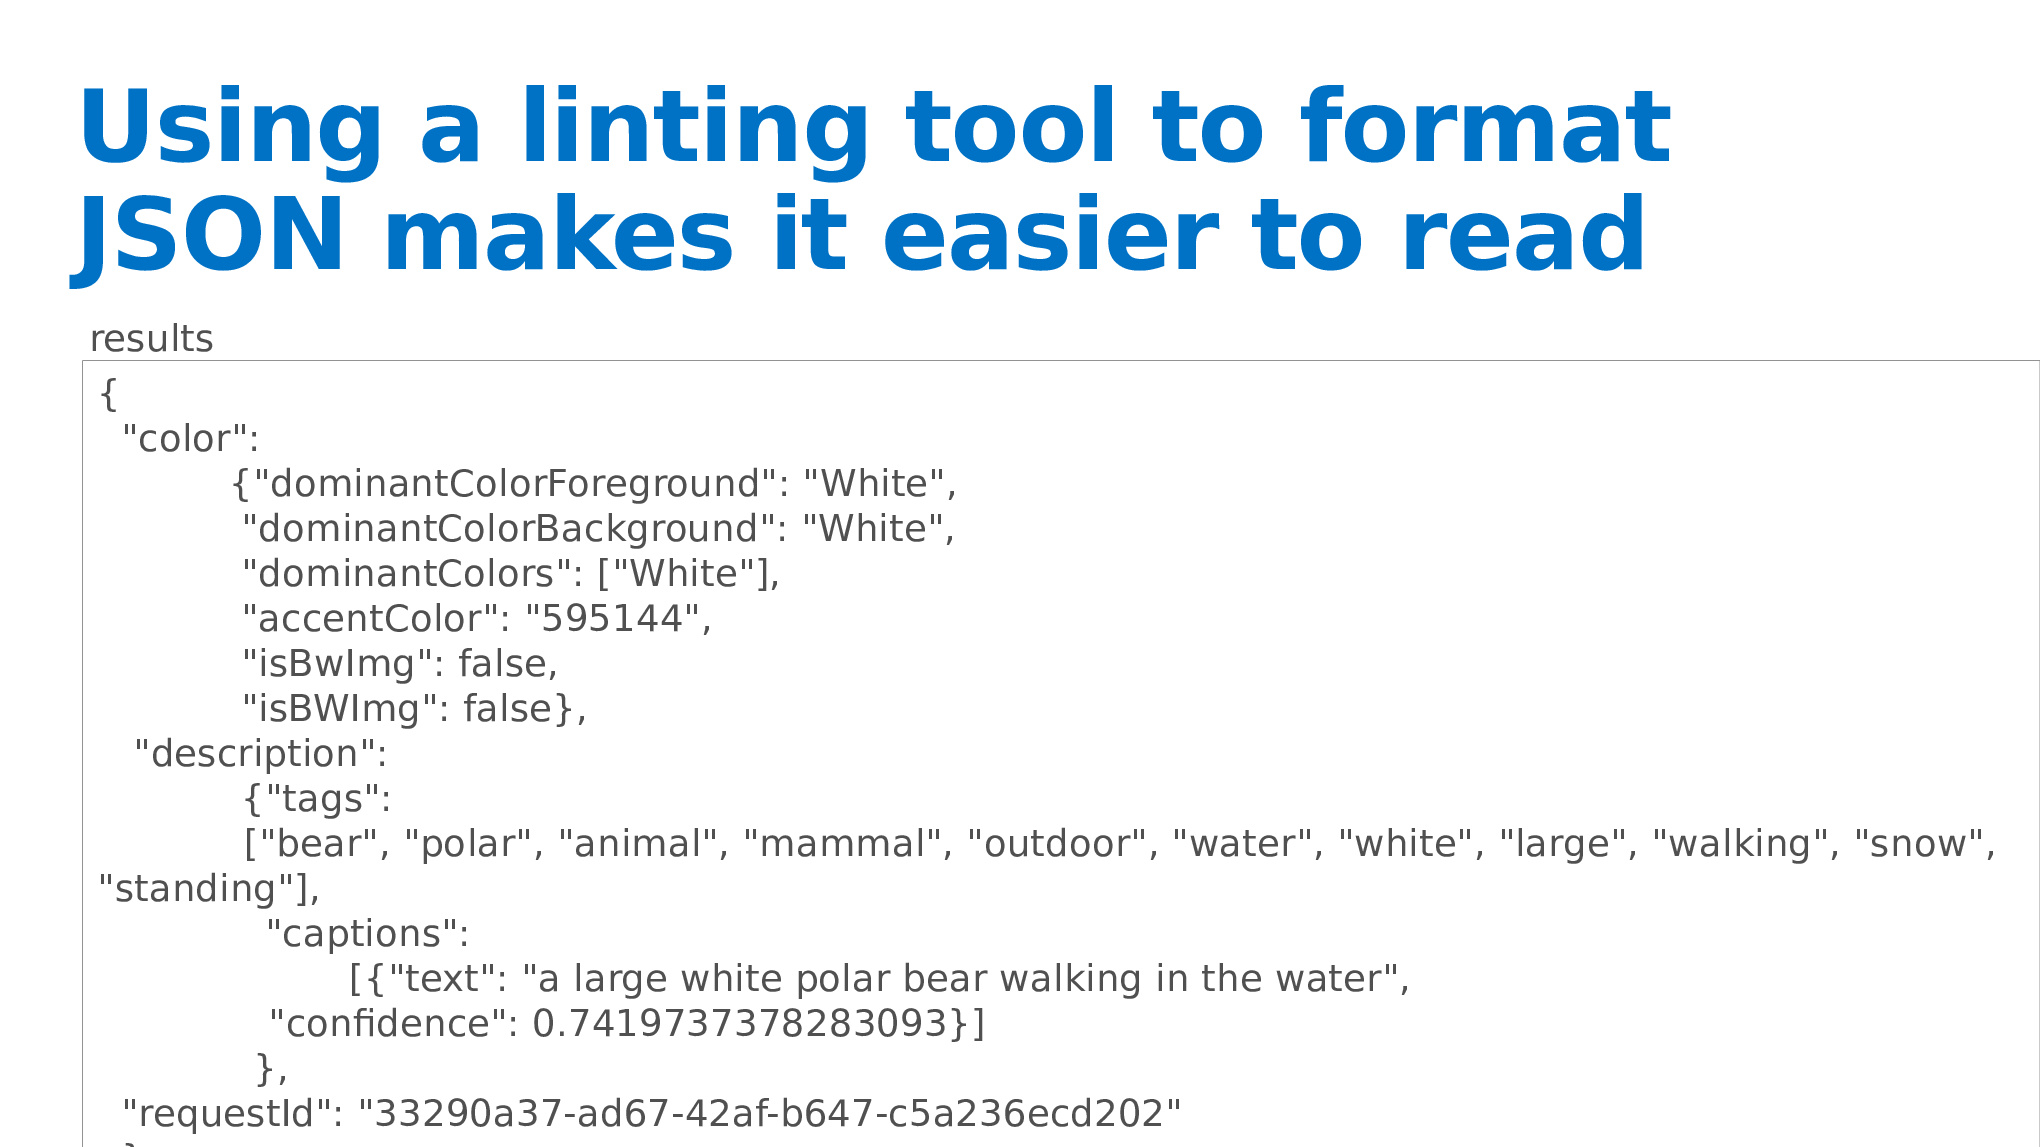 Using a linting tool to format
JSON makes it easier to read
results
{
"color":
{"dominantColorForeground": "White",
"dominantColorBackground": "White",
"dominantColors": ["White"],
"accentColor": "595144",
"isBwImg": false,
"isBWImg": false},
"description":
{"tags":
["bear", "polar", "animal", "mammal", "outdoor", "water", "white", "large", "walking", "snow",
"standing"],
"captions":
[{"text": "a large white polar bear walking in the water",
"confidence": 0.7419737378283093}]
},
"requestId": "33290a37-ad67-42af-b647-c5a236ecd202"
}